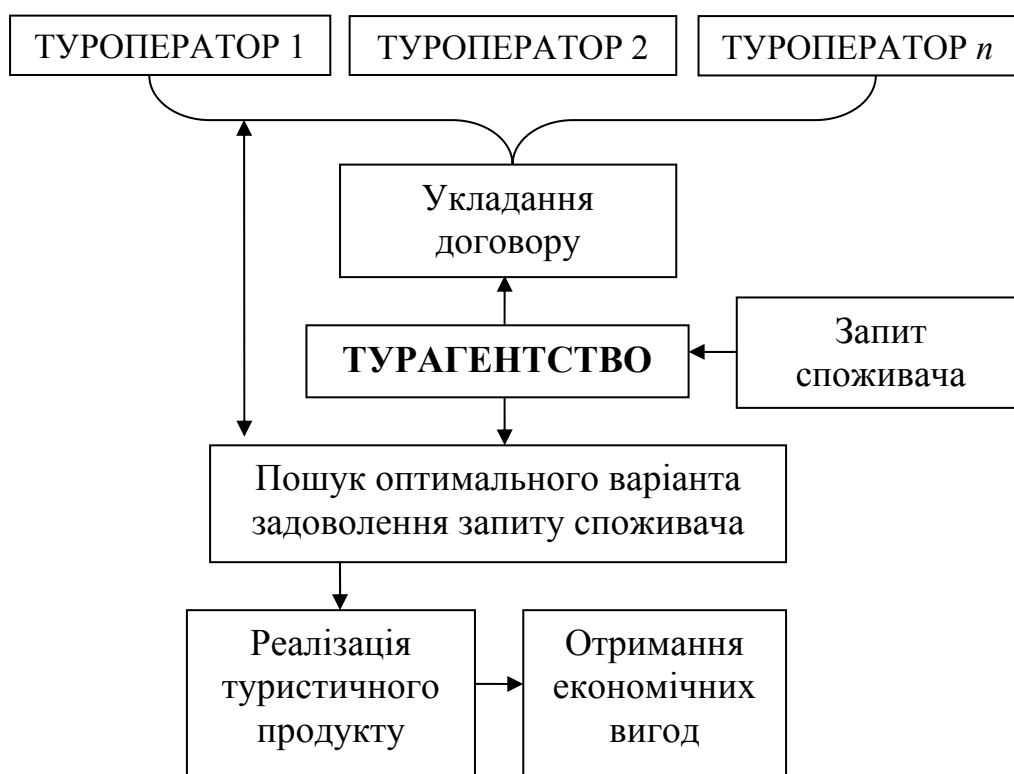 ТУРОПЕРАТОР 1
ТУРОПЕРАТОР 2
ТУРОПЕРАТОР n
Укладання
договору
ТУРАГЕНТСТВО
Запит
споживача
Пошук оптимального варіанта
задоволення запиту споживача
Реалізація
туристичного
продукту
Отримання
економічних
вигод